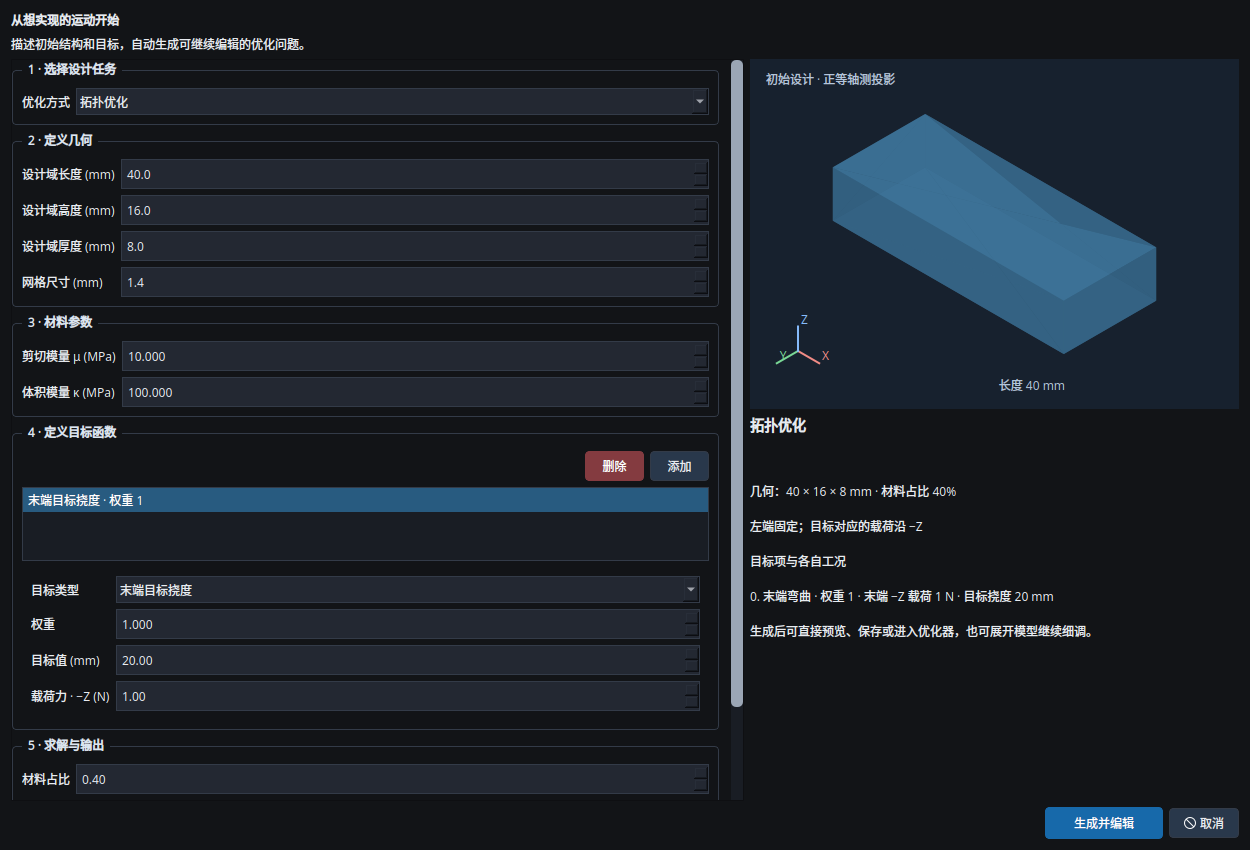 从想实现的运动开始
描述初始结构和目标，自动生成可继续编辑的优化问题。
1 · 选择设计任务
优化方式 拓扑优化
2 · 定义几何
设计域长度 (mm) 40.0
设计域高度 (mm) 16.0
设计域厚度 (mm) 8.0
网格尺寸 (mm) 1.4
3 · 材料参数
剪切模量 μ (MPa) 10.000
体积模量 κ (MPa) 100.000
4 · 定义目标函数
删除 添加
末端目标挠度 · 权重 1
目标类型 末端目标挠度
权重 1.000
目标值 (mm) 20.00
载荷力 · −Z (N) 1.00
5 · 求解与输出
材料占比 0.40
初始设计 · 正等轴测投影
Z
Y X
长度 40 mm
拓扑优化
几何：40 × 16 × 8 mm · 材料占比 40%
左端固定；目标对应的载荷沿 −Z
目标项与各自工况
0. 末端弯曲 · 权重 1 · 末端 −Z 载荷 1 N · 目标挠度 20 mm
生成后可直接预览、保存或进入优化器，也可展开模型继续细调。
生成并编辑 取消